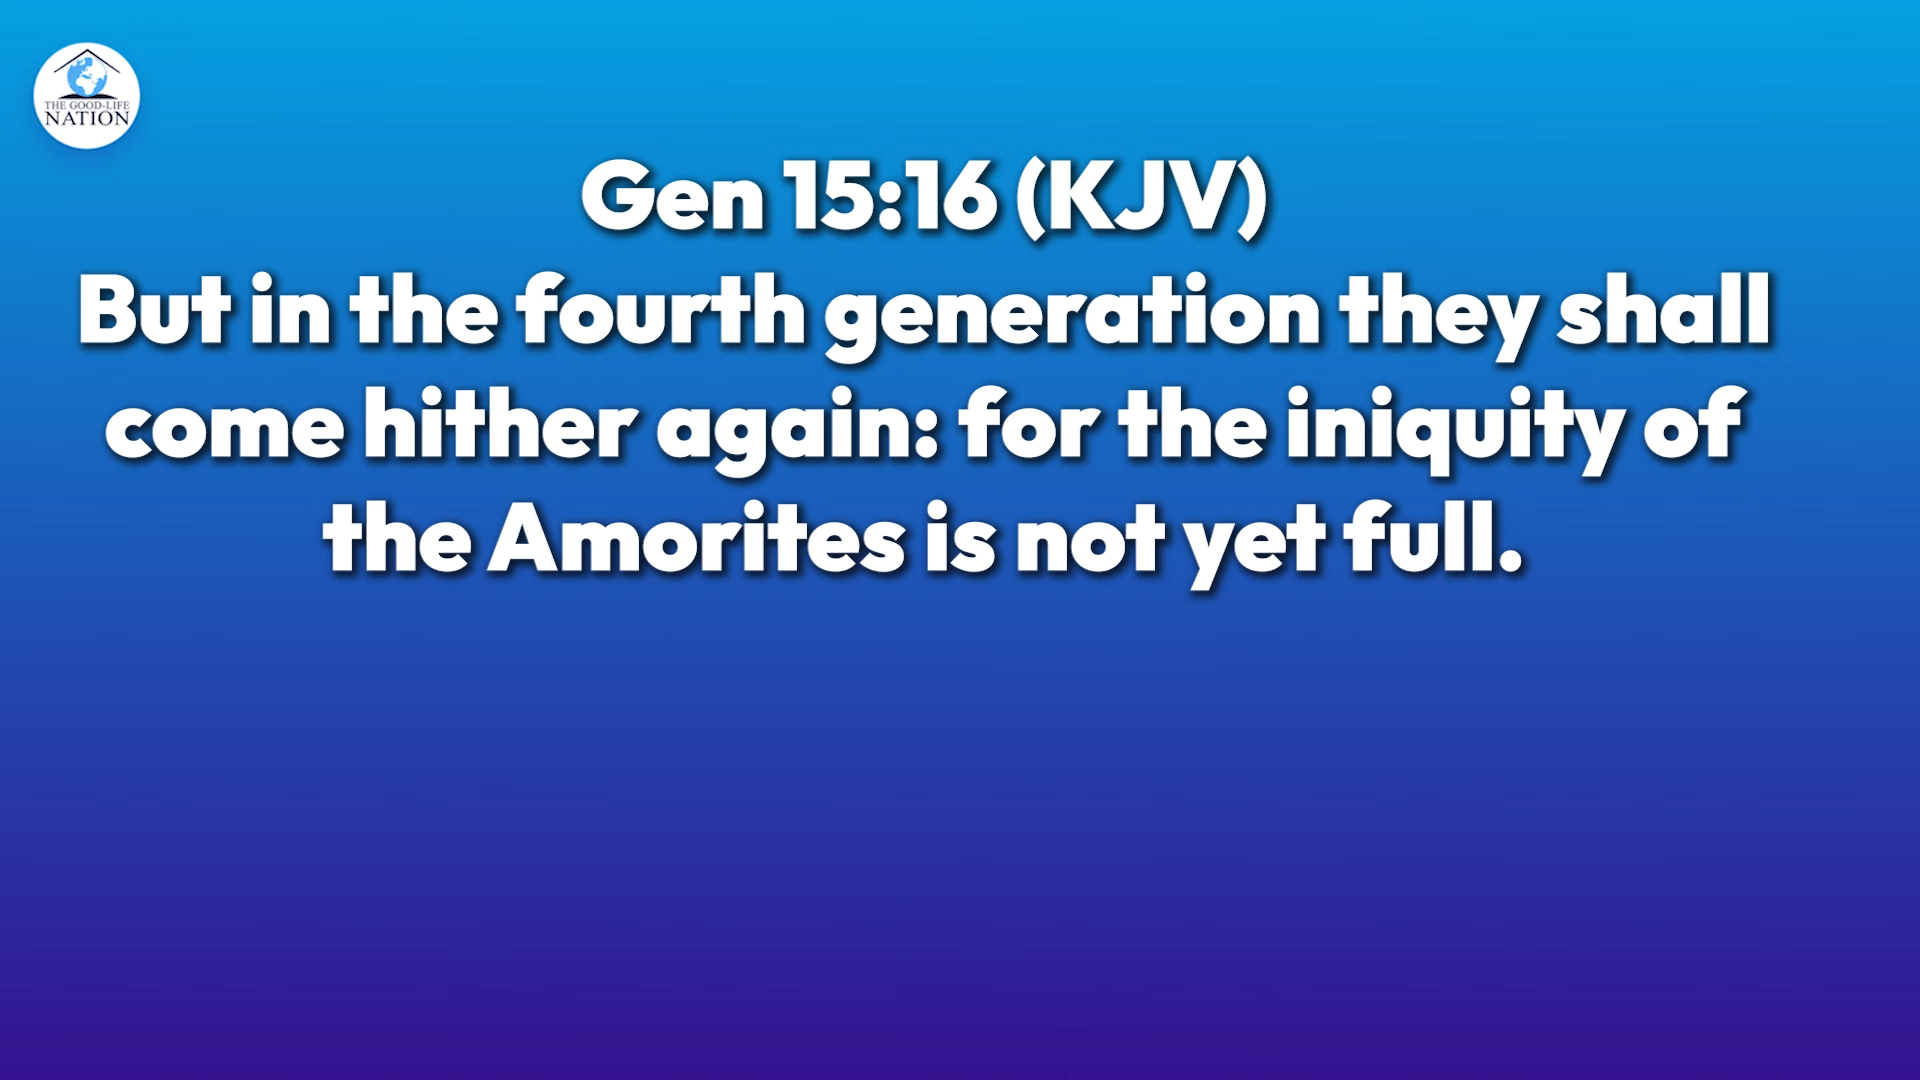 THE GOOD-LIFE
NATION
Gen 15:16 (KJV)
But in the fourth generation they shall
come hither again: for the iniquity of
the Amorites is not yet full.